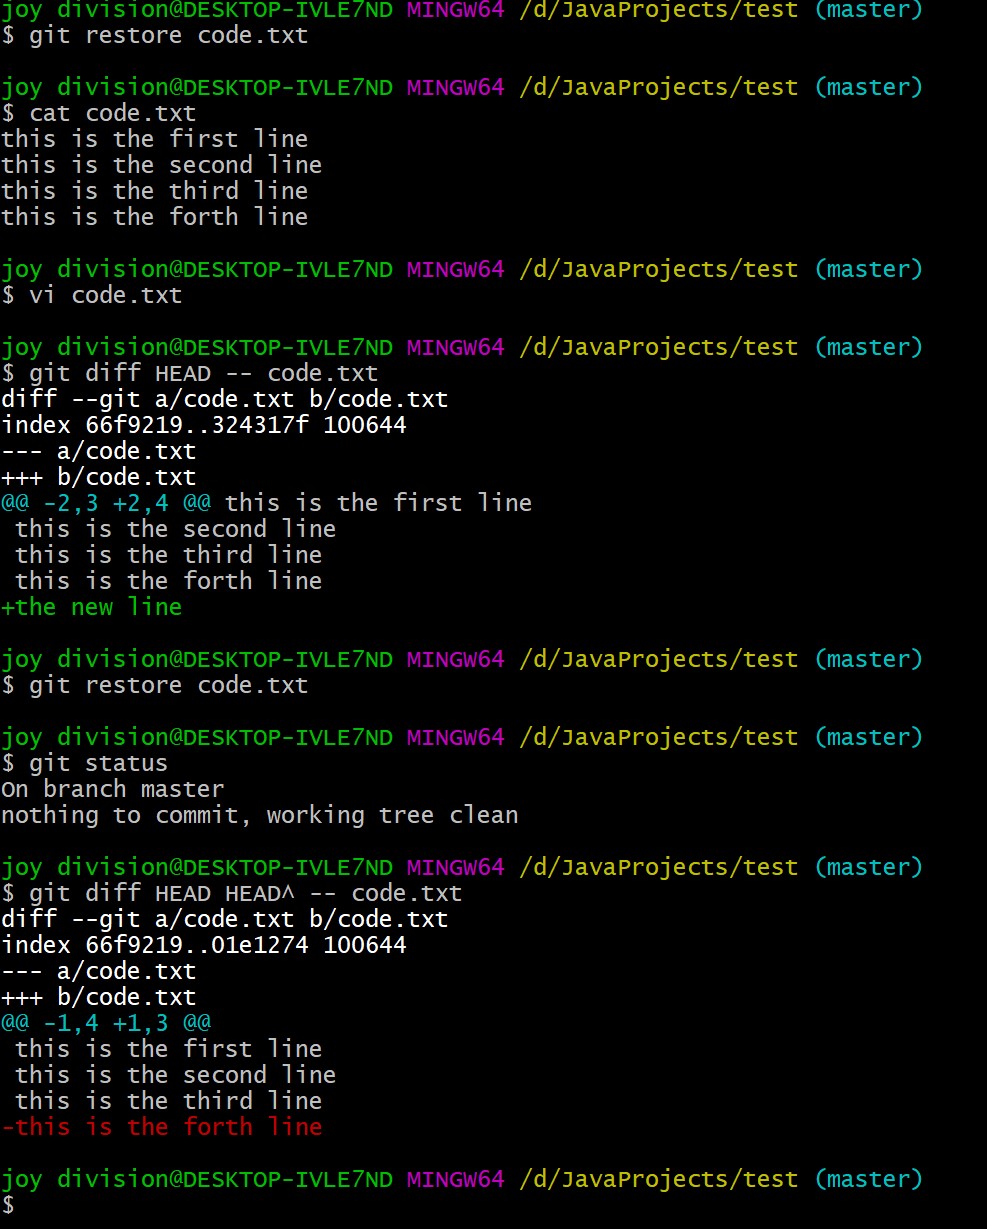 joy division@DESKTOP-IVLE7ND MINGW64 /d/JavaProjects/test (master)
$ git restore code.txt
joy division@DESKTOP-IVLE7ND MINGW64 /d/JavaProjects/test (master)
$ cat code.txt
this is the first line
this is the second line
this is the third line
this is the forth line
joy division@DESKTOP-IVLE7ND MINGW64 /d/JavaProjects/test (master)
$ vi code.txt
joy division@DESKTOP-IVLE7ND MINGW64 /d/JavaProjects/test (master)
$ git diff HEAD -- code.txt
diff --git a/code.txt b/code.txt
index 66f9219..324317f 100644
--- a/code.txt
+++ b/code.txt
@@ -2,3 +2,4 @@ this is the first line
 this is the second line
 this is the third line
 this is the forth line
+the new line
joy division@DESKTOP-IVLE7ND MINGW64 /d/JavaProjects/test (master)
$ git restore code.txt
joy division@DESKTOP-IVLE7ND MINGW64 /d/JavaProjects/test (master)
$ git status
On branch master
nothing to commit, working tree clean
joy division@DESKTOP-IVLE7ND MINGW64 /d/JavaProjects/test (master)
$ git diff HEAD HEAD^ -- code.txt
diff --git a/code.txt b/code.txt
index 66f9219..01e1274 100644
--- a/code.txt
+++ b/code.txt
@@ -1,4 +1,3 @@
 this is the first line
 this is the second line
 this is the third line
-this is the forth line
joy division@DESKTOP-IVLE7ND MINGW64 /d/JavaProjects/test (master)
$